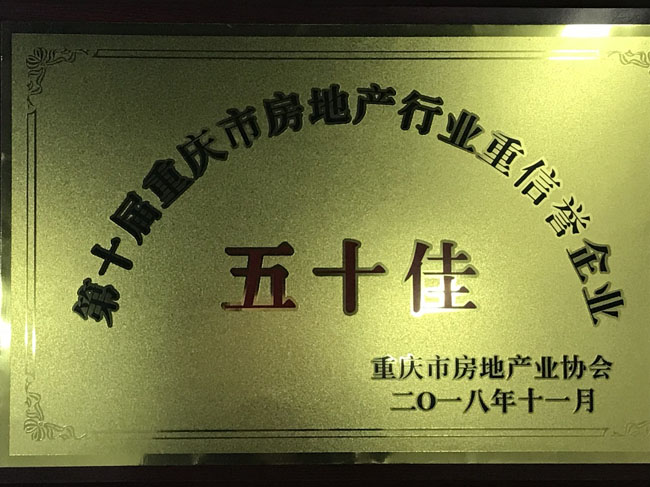 第十届重庆市房地产行业重信誉企业
五十佳
重庆市房地产业协会
二O一八年十一月